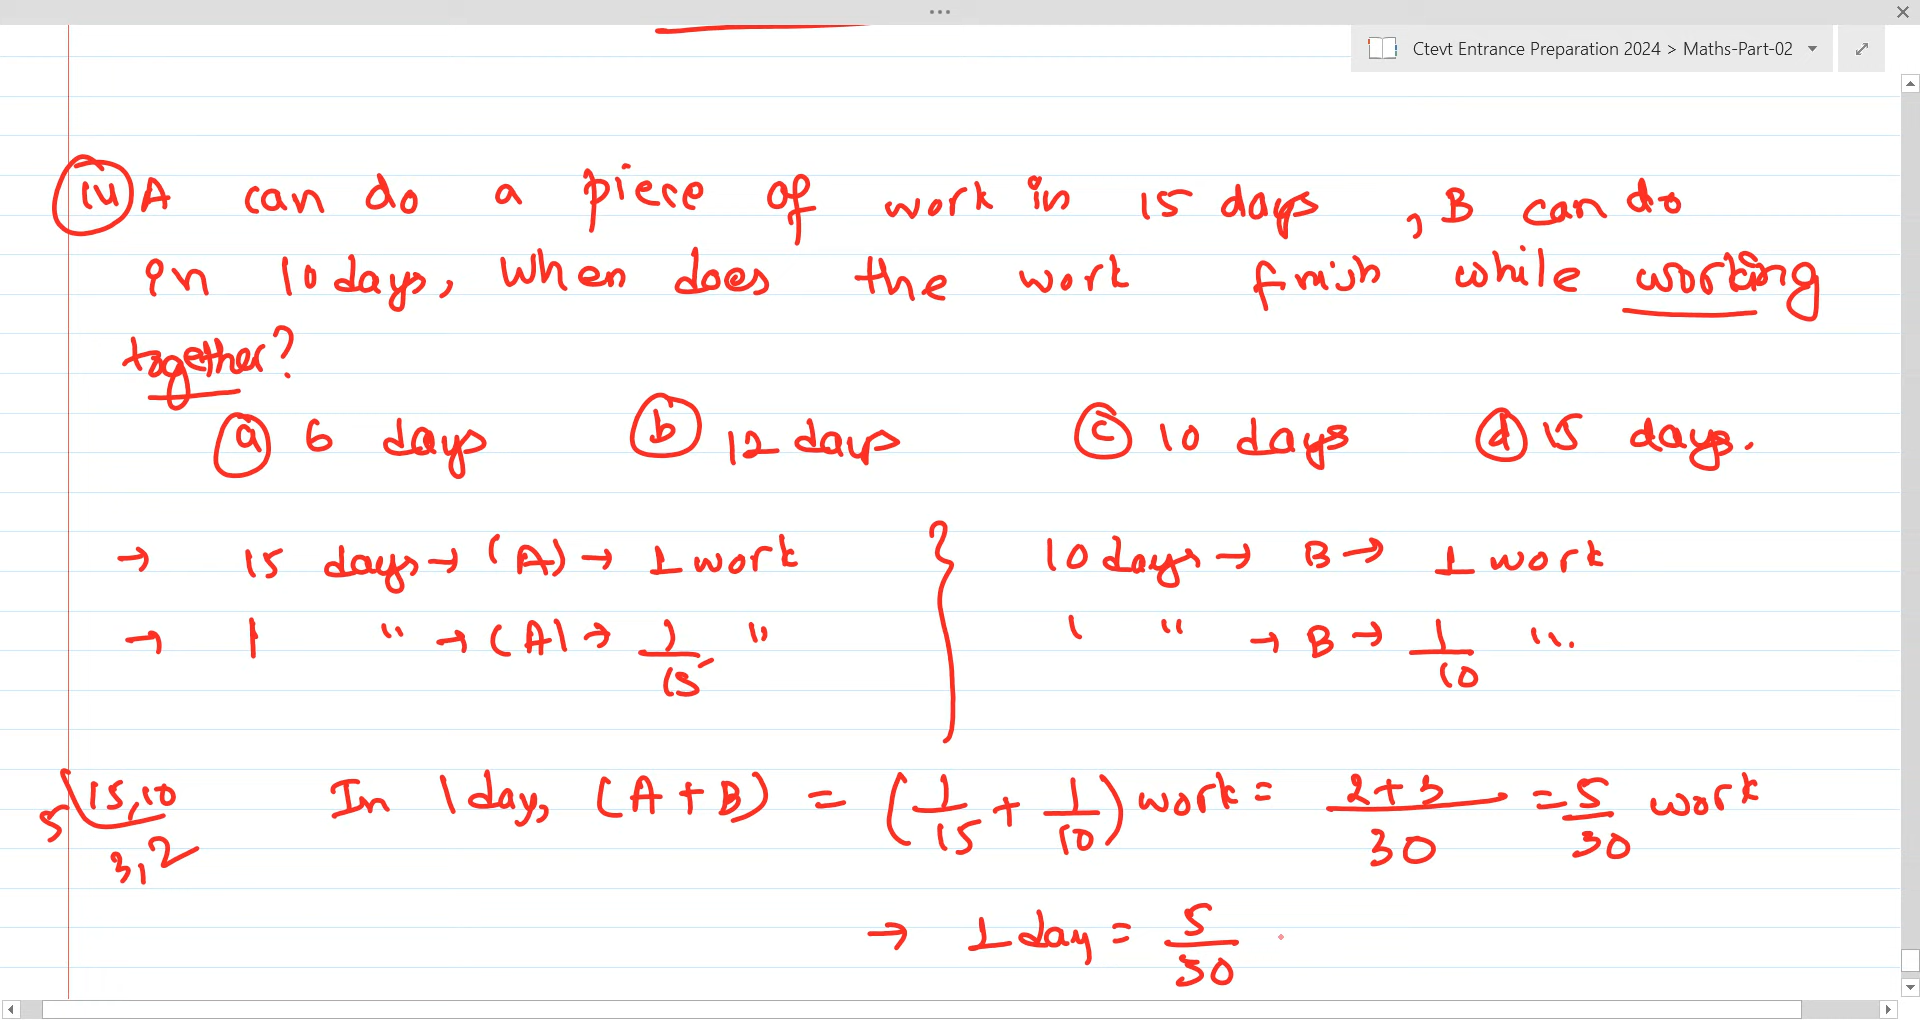 Ctevt Entrance Preparation 2024 > Maths-Part-02
iv A can do a piece of work in 15 days , B can do
in 10 days, When does the work finish while working
together?
a 6 days b 12 days c 10 days d 15 days.
→ 15 days → (A) → 1 work } 10 days → B → 1 work
→ 1 " → (A) → 1/15 " 1 " → B → 1/10 ".
5 15,10 In 1 day, (A + B) = (1/15 + 1/10) work = 2+3/30 = 5/30 work
3,2
→ 1 day = 5/30